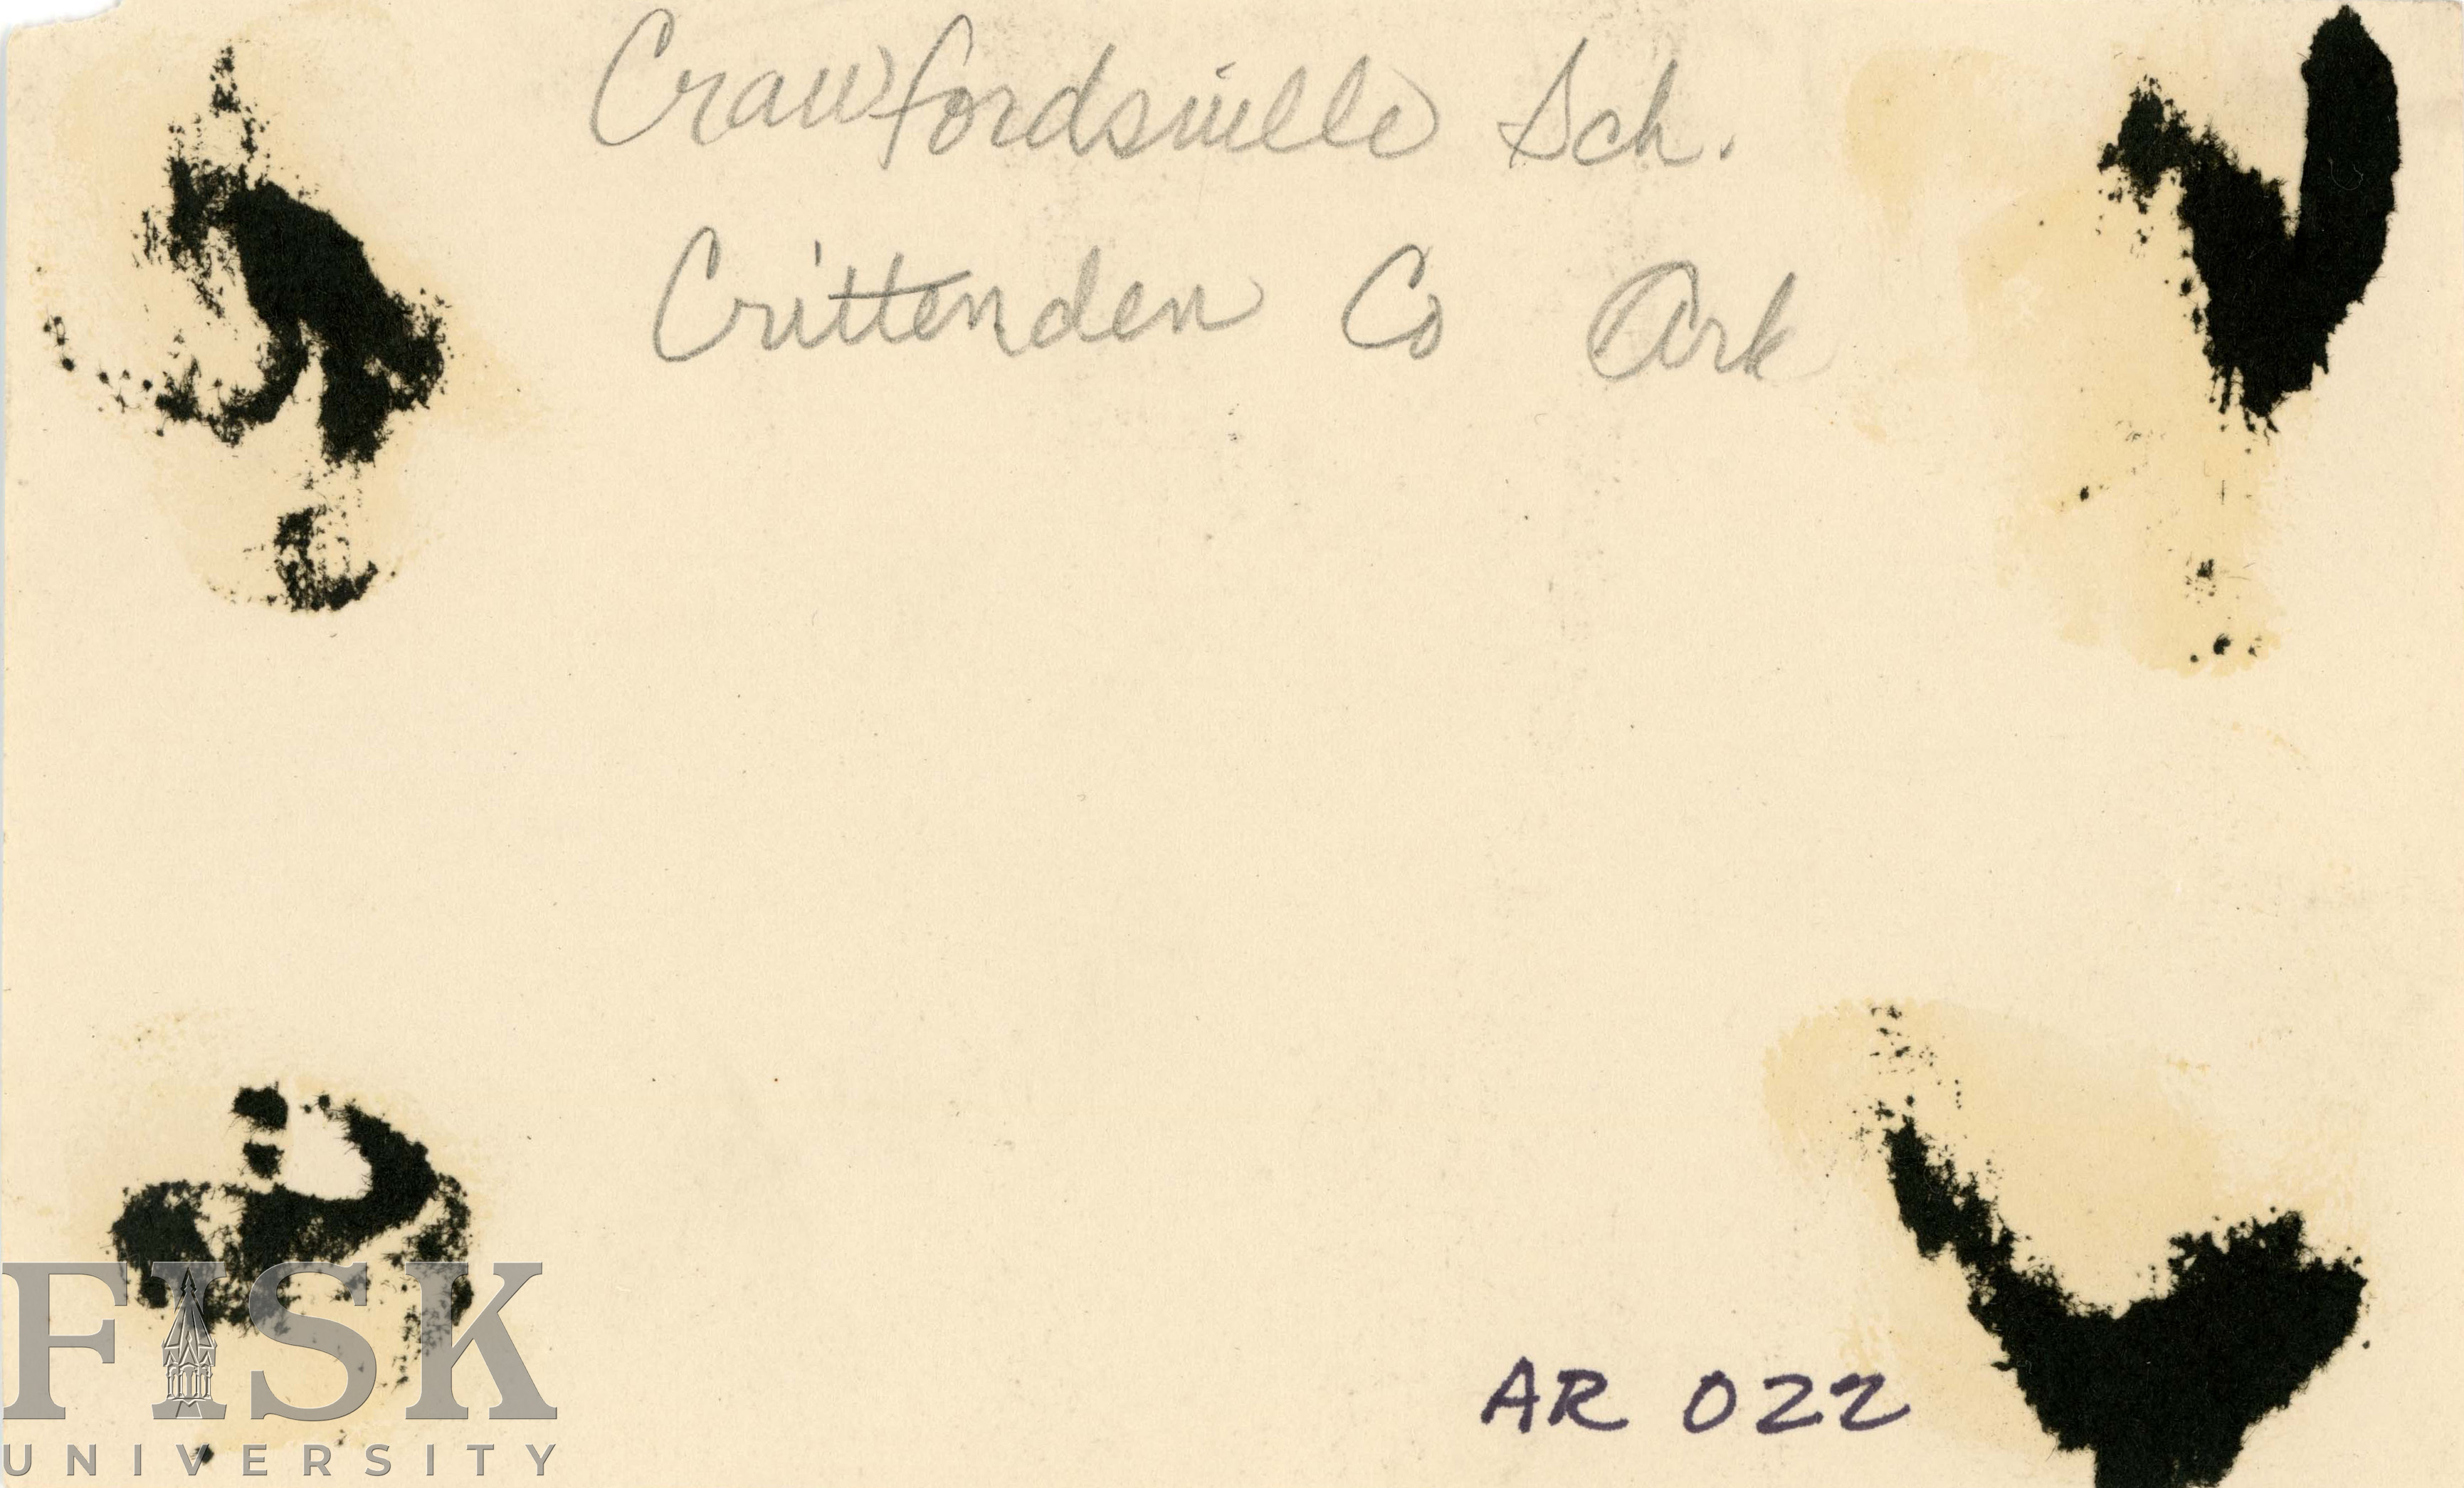 Crawfordsville Sch.
Crittenden Co Ark
AR 022
FISK
UNIVERSITY